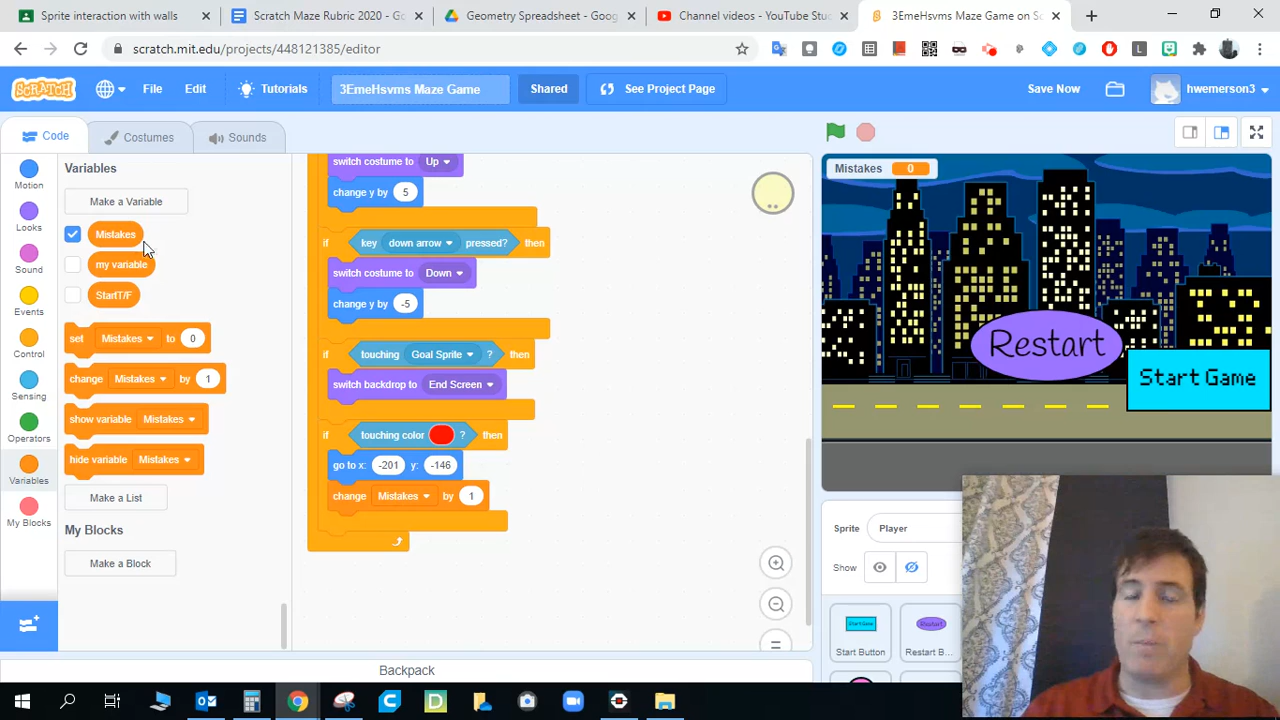 Sprite interaction with walls
Scratch Maze Rubric 2020 - Go
Geometry Spreadsheet - Goog
Channel videos - YouTube Stu
3EmeHsvms Maze Game on Sc
scratch.mit.edu/projects/448121385/editor
SCRATCH
File
Edit
Tutorials
3EmeHsvms Maze Game
Shared
See Project Page
Save Now
hwemerson3
Code
Costumes
Sounds
Motion
Looks
Sound
Events
Control
Sensing
Operators
Variables
My Blocks
Variables
Make a Variable
Mistakes
my variable
StartT/F
set Mistakes to 0
change Mistakes by 1
show variable Mistakes
hide variable Mistakes
Make a List
My Blocks
Make a Block
switch costume to Up
change y by 5
if key down arrow pressed? then
switch costume to Down
change y by -5
if touching Goal Sprite ? then
switch backdrop to End Screen
if touching color ? then
go to x: -201 y: -146
change Mistakes by 1
Mistakes 0
Restart
Start Game
Sprite Player
Show
Start Game
Start Button
Restart
Restart B...
Backpack